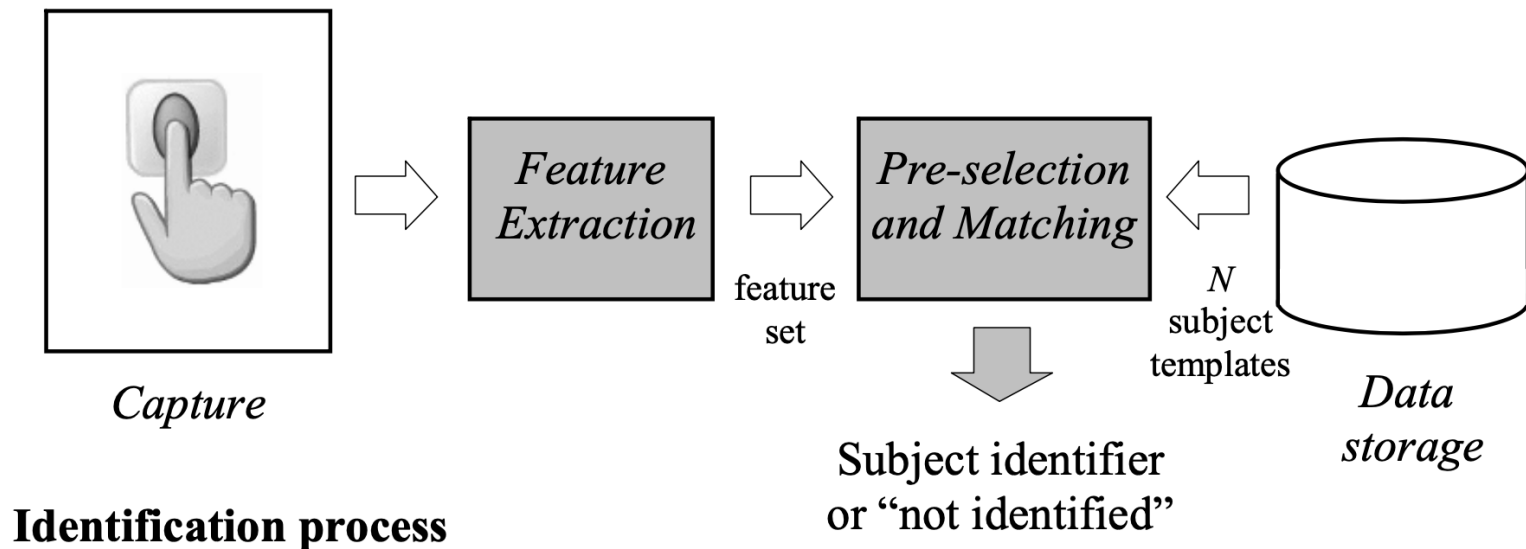 Capture
Feature
Extraction
feature
set
Pre-selection
and Matching
N
subject
templates
Data
storage
Subject identifier
or “not identified”
Identification process